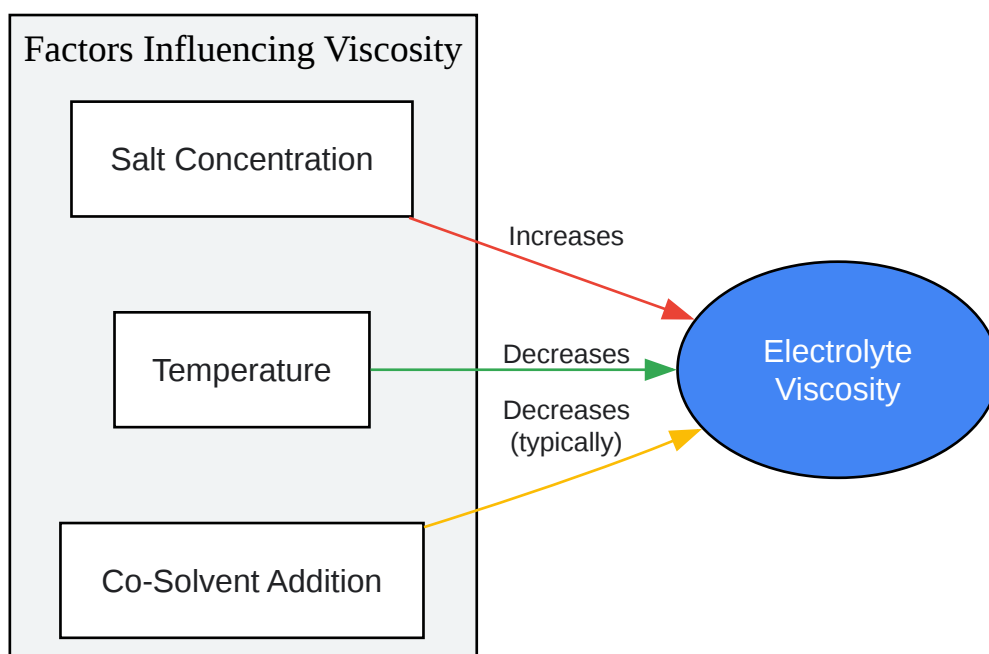 Factors Influencing Viscosity
Salt Concentration
Increases
Temperature
Decreases
Electrolyte
Viscosity
Decreases
(typically)
Co-Solvent Addition